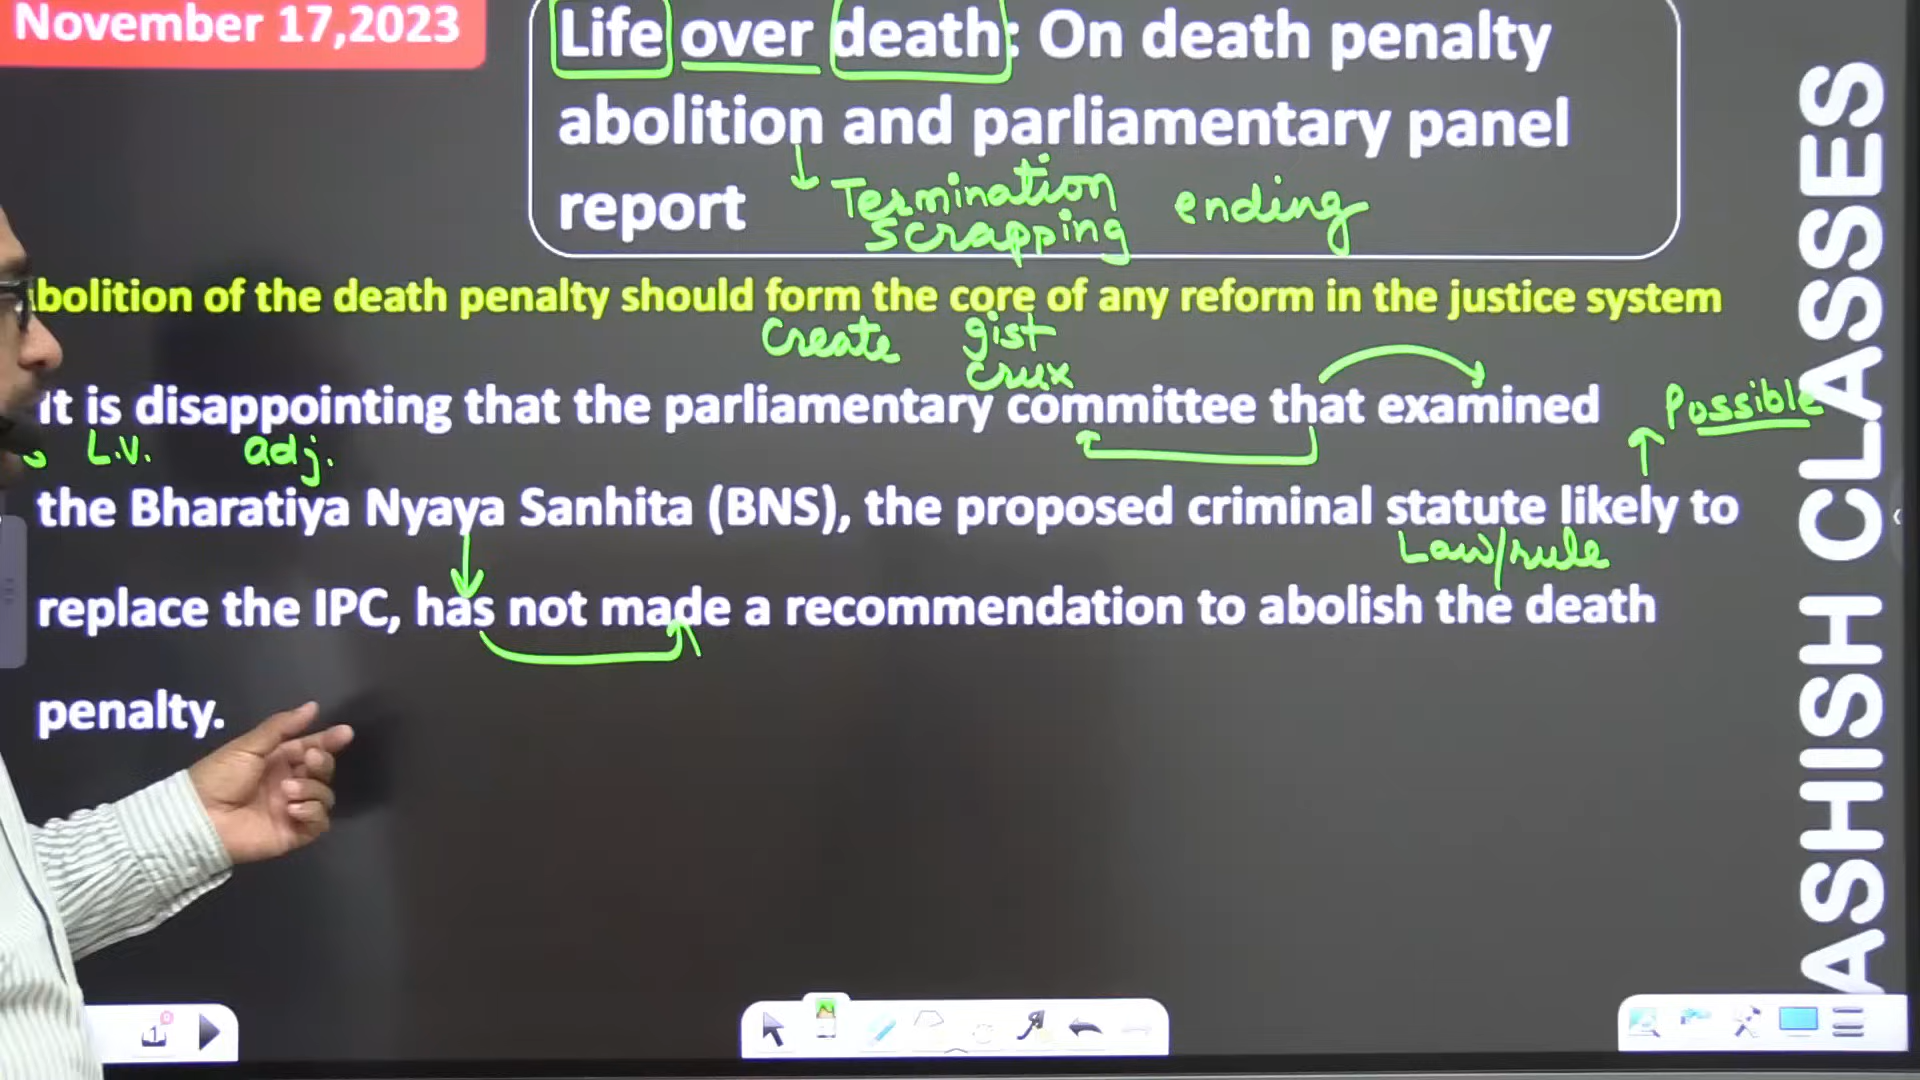 November 17,2023
Life over death: On death penalty
abolition and parliamentary panel
report
Termination ending
scrapping
bolition of the death penalty should form the core of any reform in the justice system
Create gist
crux
It is disappointing that the parliamentary committee that examined
Possible
L.V. adj.
the Bharatiya Nyaya Sanhita (BNS), the proposed criminal statute likely to
Law/rule
replace the IPC, has not made a recommendation to abolish the death
penalty.
ASHISH CLASSES